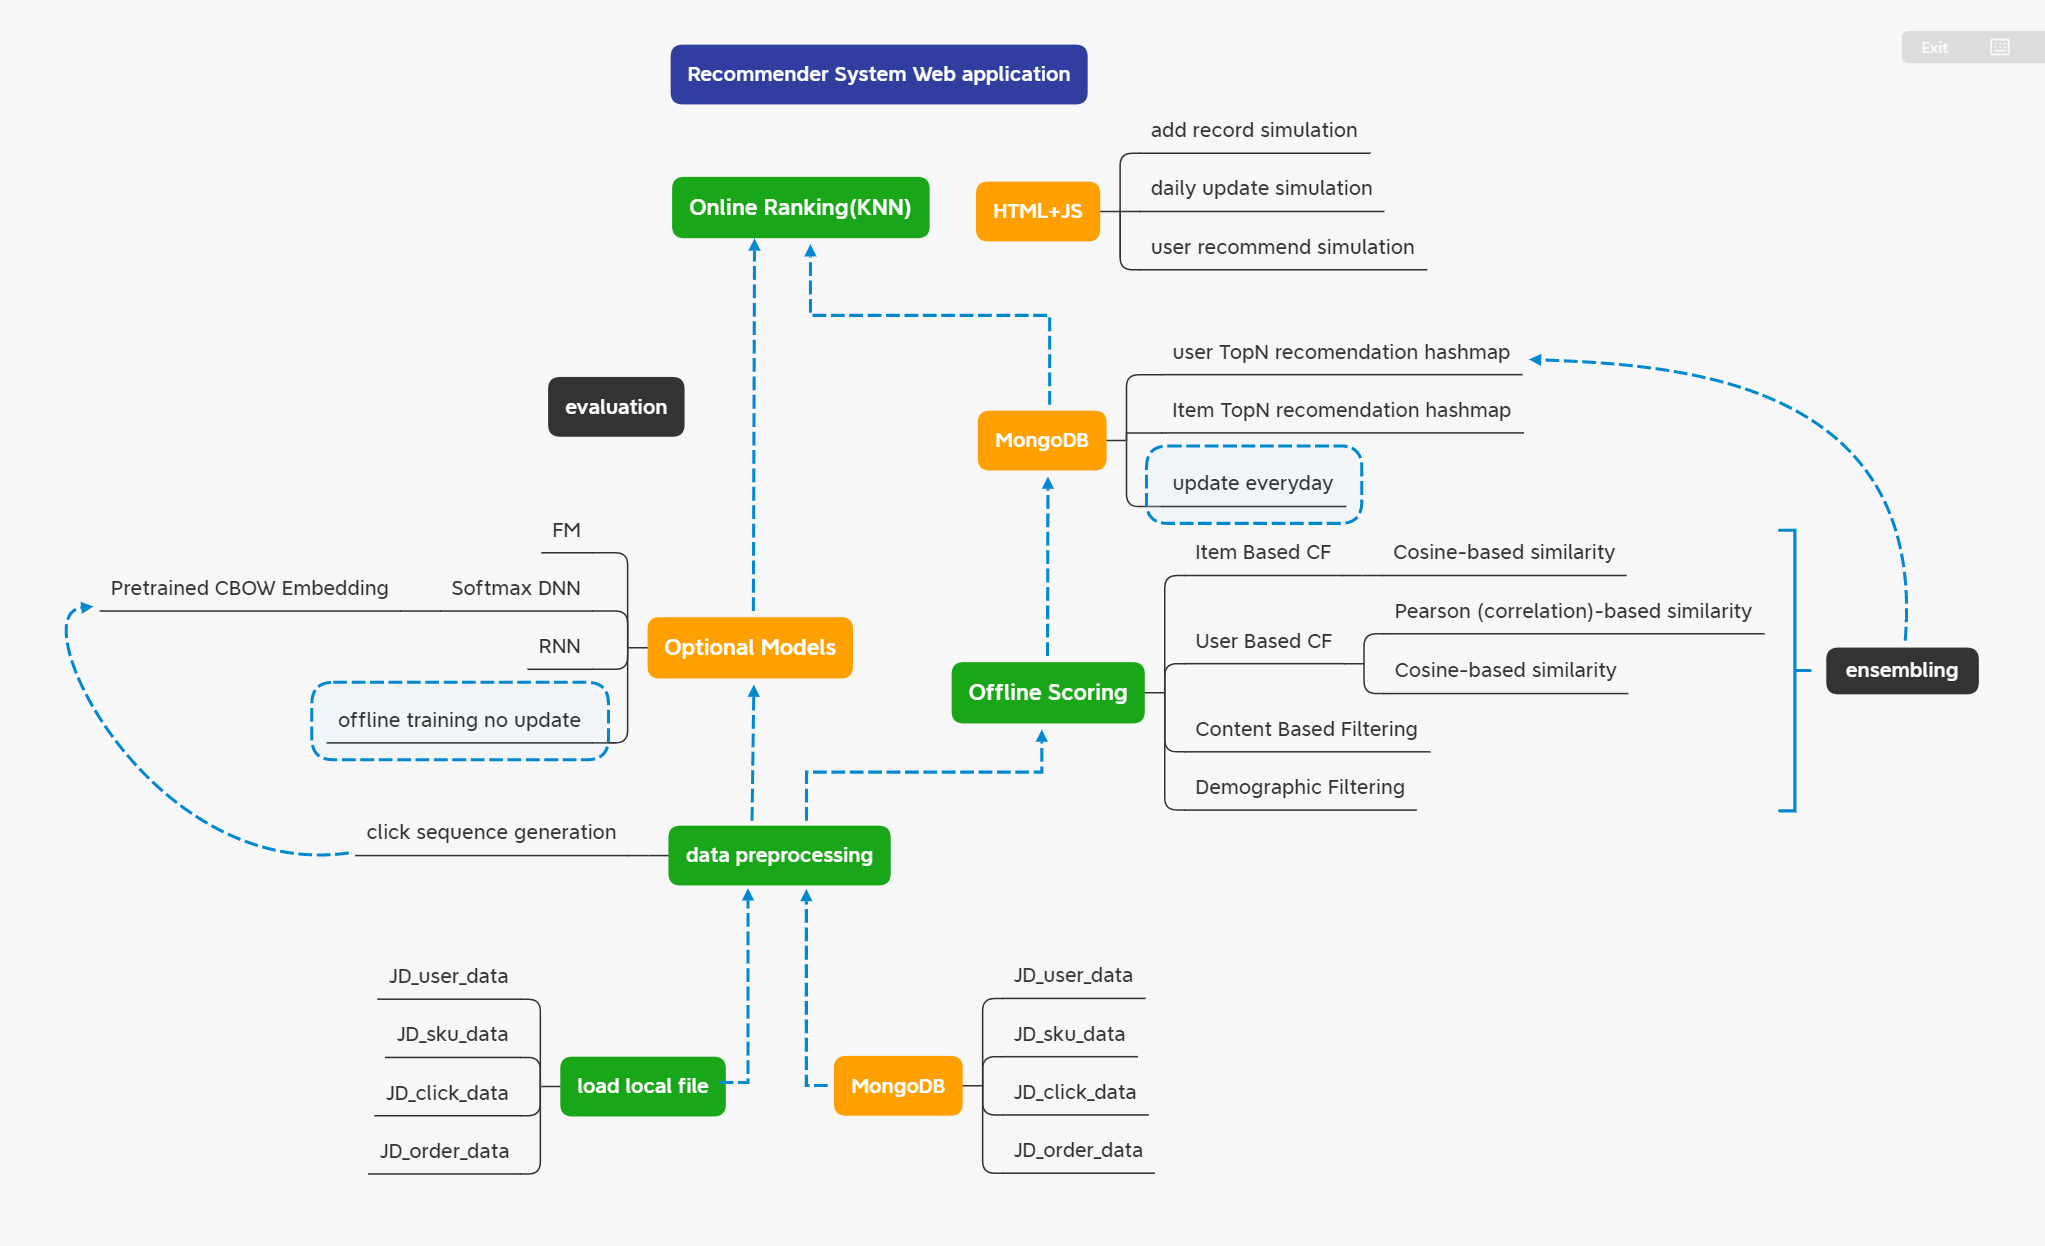 Exit
Recommender System Web application
Online Ranking(KNN)
HTML+JS
add record simulation
daily update simulation
user recommend simulation
evaluation
MongoDB
user TopN recomendation hashmap
Item TopN recomendation hashmap
update everyday
FM
Pretrained CBOW Embedding
Softmax DNN
RNN
offline training no update
Optional Models
Offline Scoring
Item Based CF
Cosine-based similarity
User Based CF
Pearson (correlation)-based similarity
Cosine-based similarity
Content Based Filtering
Demographic Filtering
ensembling
click sequence generation
data preprocessing
JD_user_data
JD_sku_data
JD_click_data
JD_order_data
load local file
MongoDB
JD_user_data
JD_sku_data
JD_click_data
JD_order_data